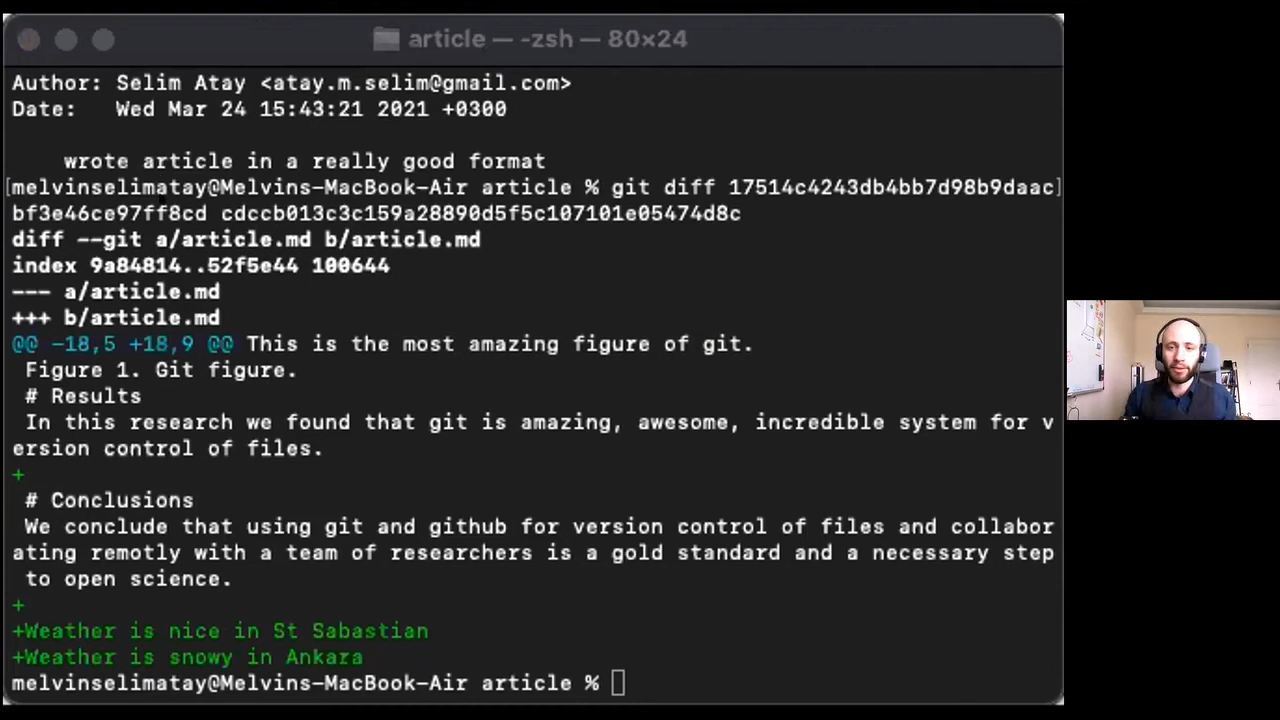 article — -zsh — 80×24
Author: Selim Atay <atay.m.selim@gmail.com>
Date:   Wed Mar 24 15:43:21 2021 +0300
wrote article in a really good format
[melvinselimatay@Melvins-MacBook-Air article % git diff 17514c4243db4bb7d98b9daac]
bf3e46ce97ff8cd cdccb013c3c159a28890d5f5c107101e05474d8c
diff --git a/article.md b/article.md
index 9a84814..52f5e44 100644
--- a/article.md
+++ b/article.md
@@ -18,5 +18,9 @@ This is the most amazing figure of git.
 Figure 1. Git figure.
 # Results
 In this research we found that git is amazing, awesome, incredible system for v
ersion control of files.
+
 # Conclusions
 We conclude that using git and github for version control of files and collabor
ating remotly with a team of researchers is a gold standard and a necessary step
 to open science.
+
+Weather is nice in St Sabastian
+Weather is snowy in Ankara
melvinselimatay@Melvins-MacBook-Air article %